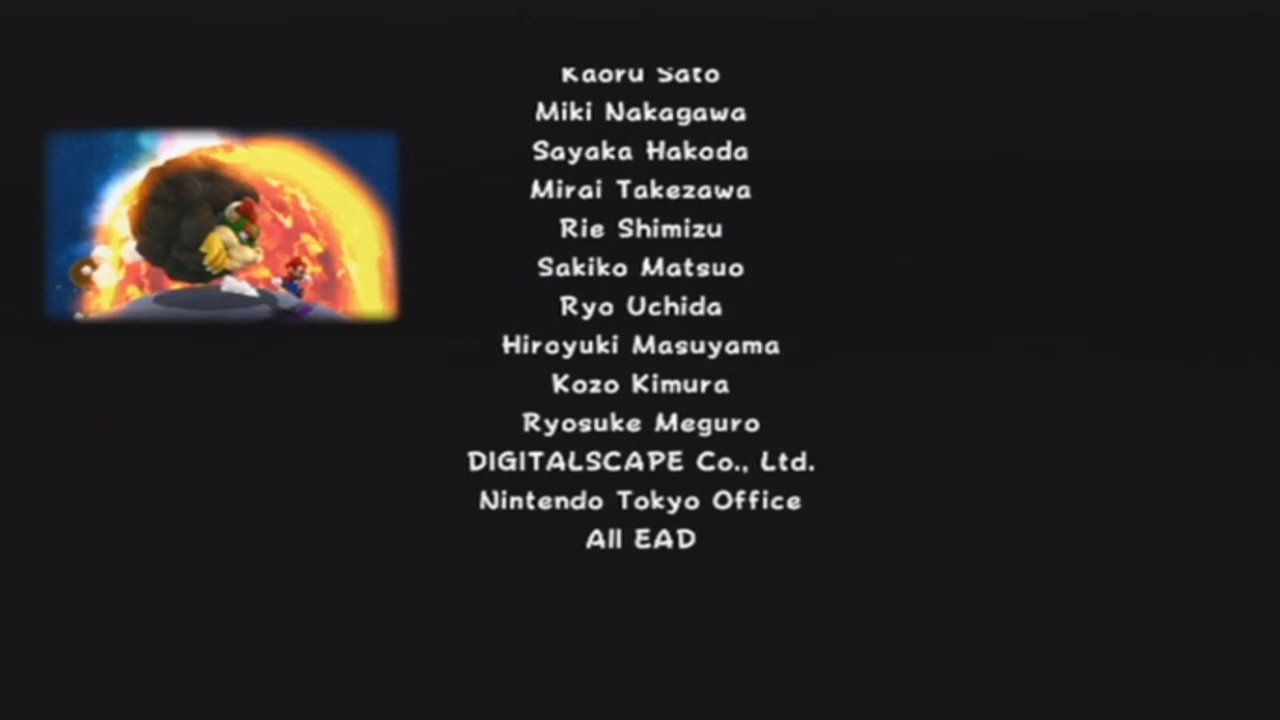 Kaoru Sato
Miki Nakagawa
Sayaka Hakoda
Mirai Takezawa
Rie Shimizu
Sakiko Matsuo
Ryo Uchida
Hiroyuki Masuyama
Kozo Kimura
Ryosuke Meguro
DIGITALSCAPE Co., Ltd.
Nintendo Tokyo Office
All EAD